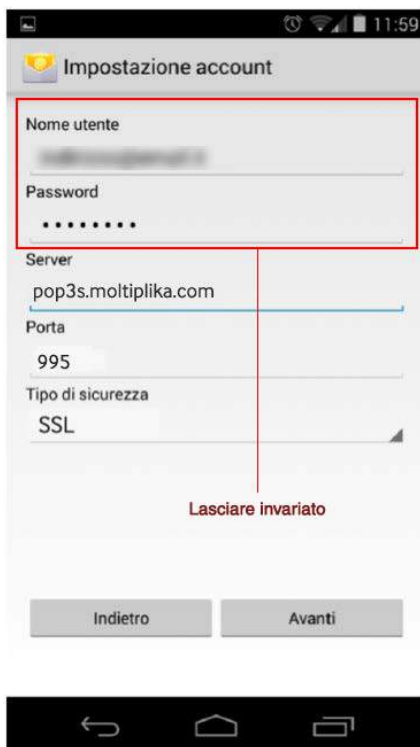 11:59
Impostazione account
Nome utente
Password
Server
pop3s.moltiplika.com
Porta
995
Tipo di sicurezza
SSL
Lasciare invariato
Indietro
Avanti